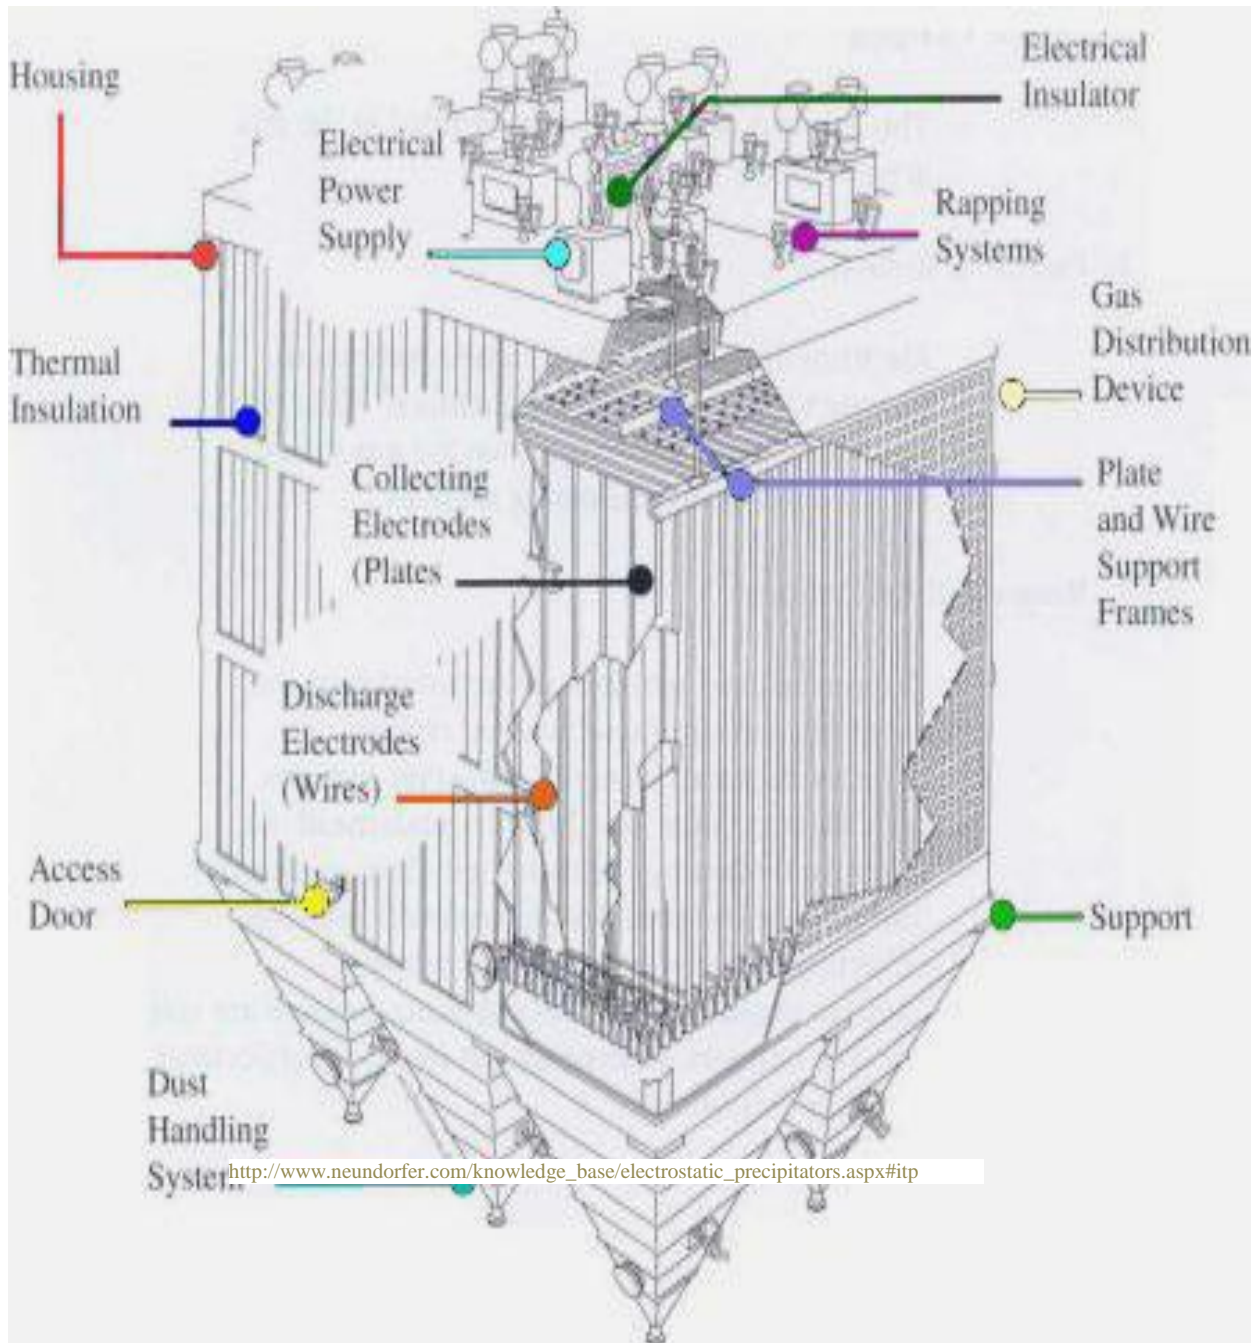 Housing
Electrical
Insulator
Electrical
Power
Supply
Rapping
Systems
Gas
Distribution
Device
Thermal
Insulation
Collecting
Electrodes
(Plates
Plate
and Wire
Support
Frames
Discharge
Electrodes
(Wires)
Access
Door
Support
Dust
Handling
System
http://www.neundorfer.com/knowledge_base/electrostatic_precipitators.aspx#itp